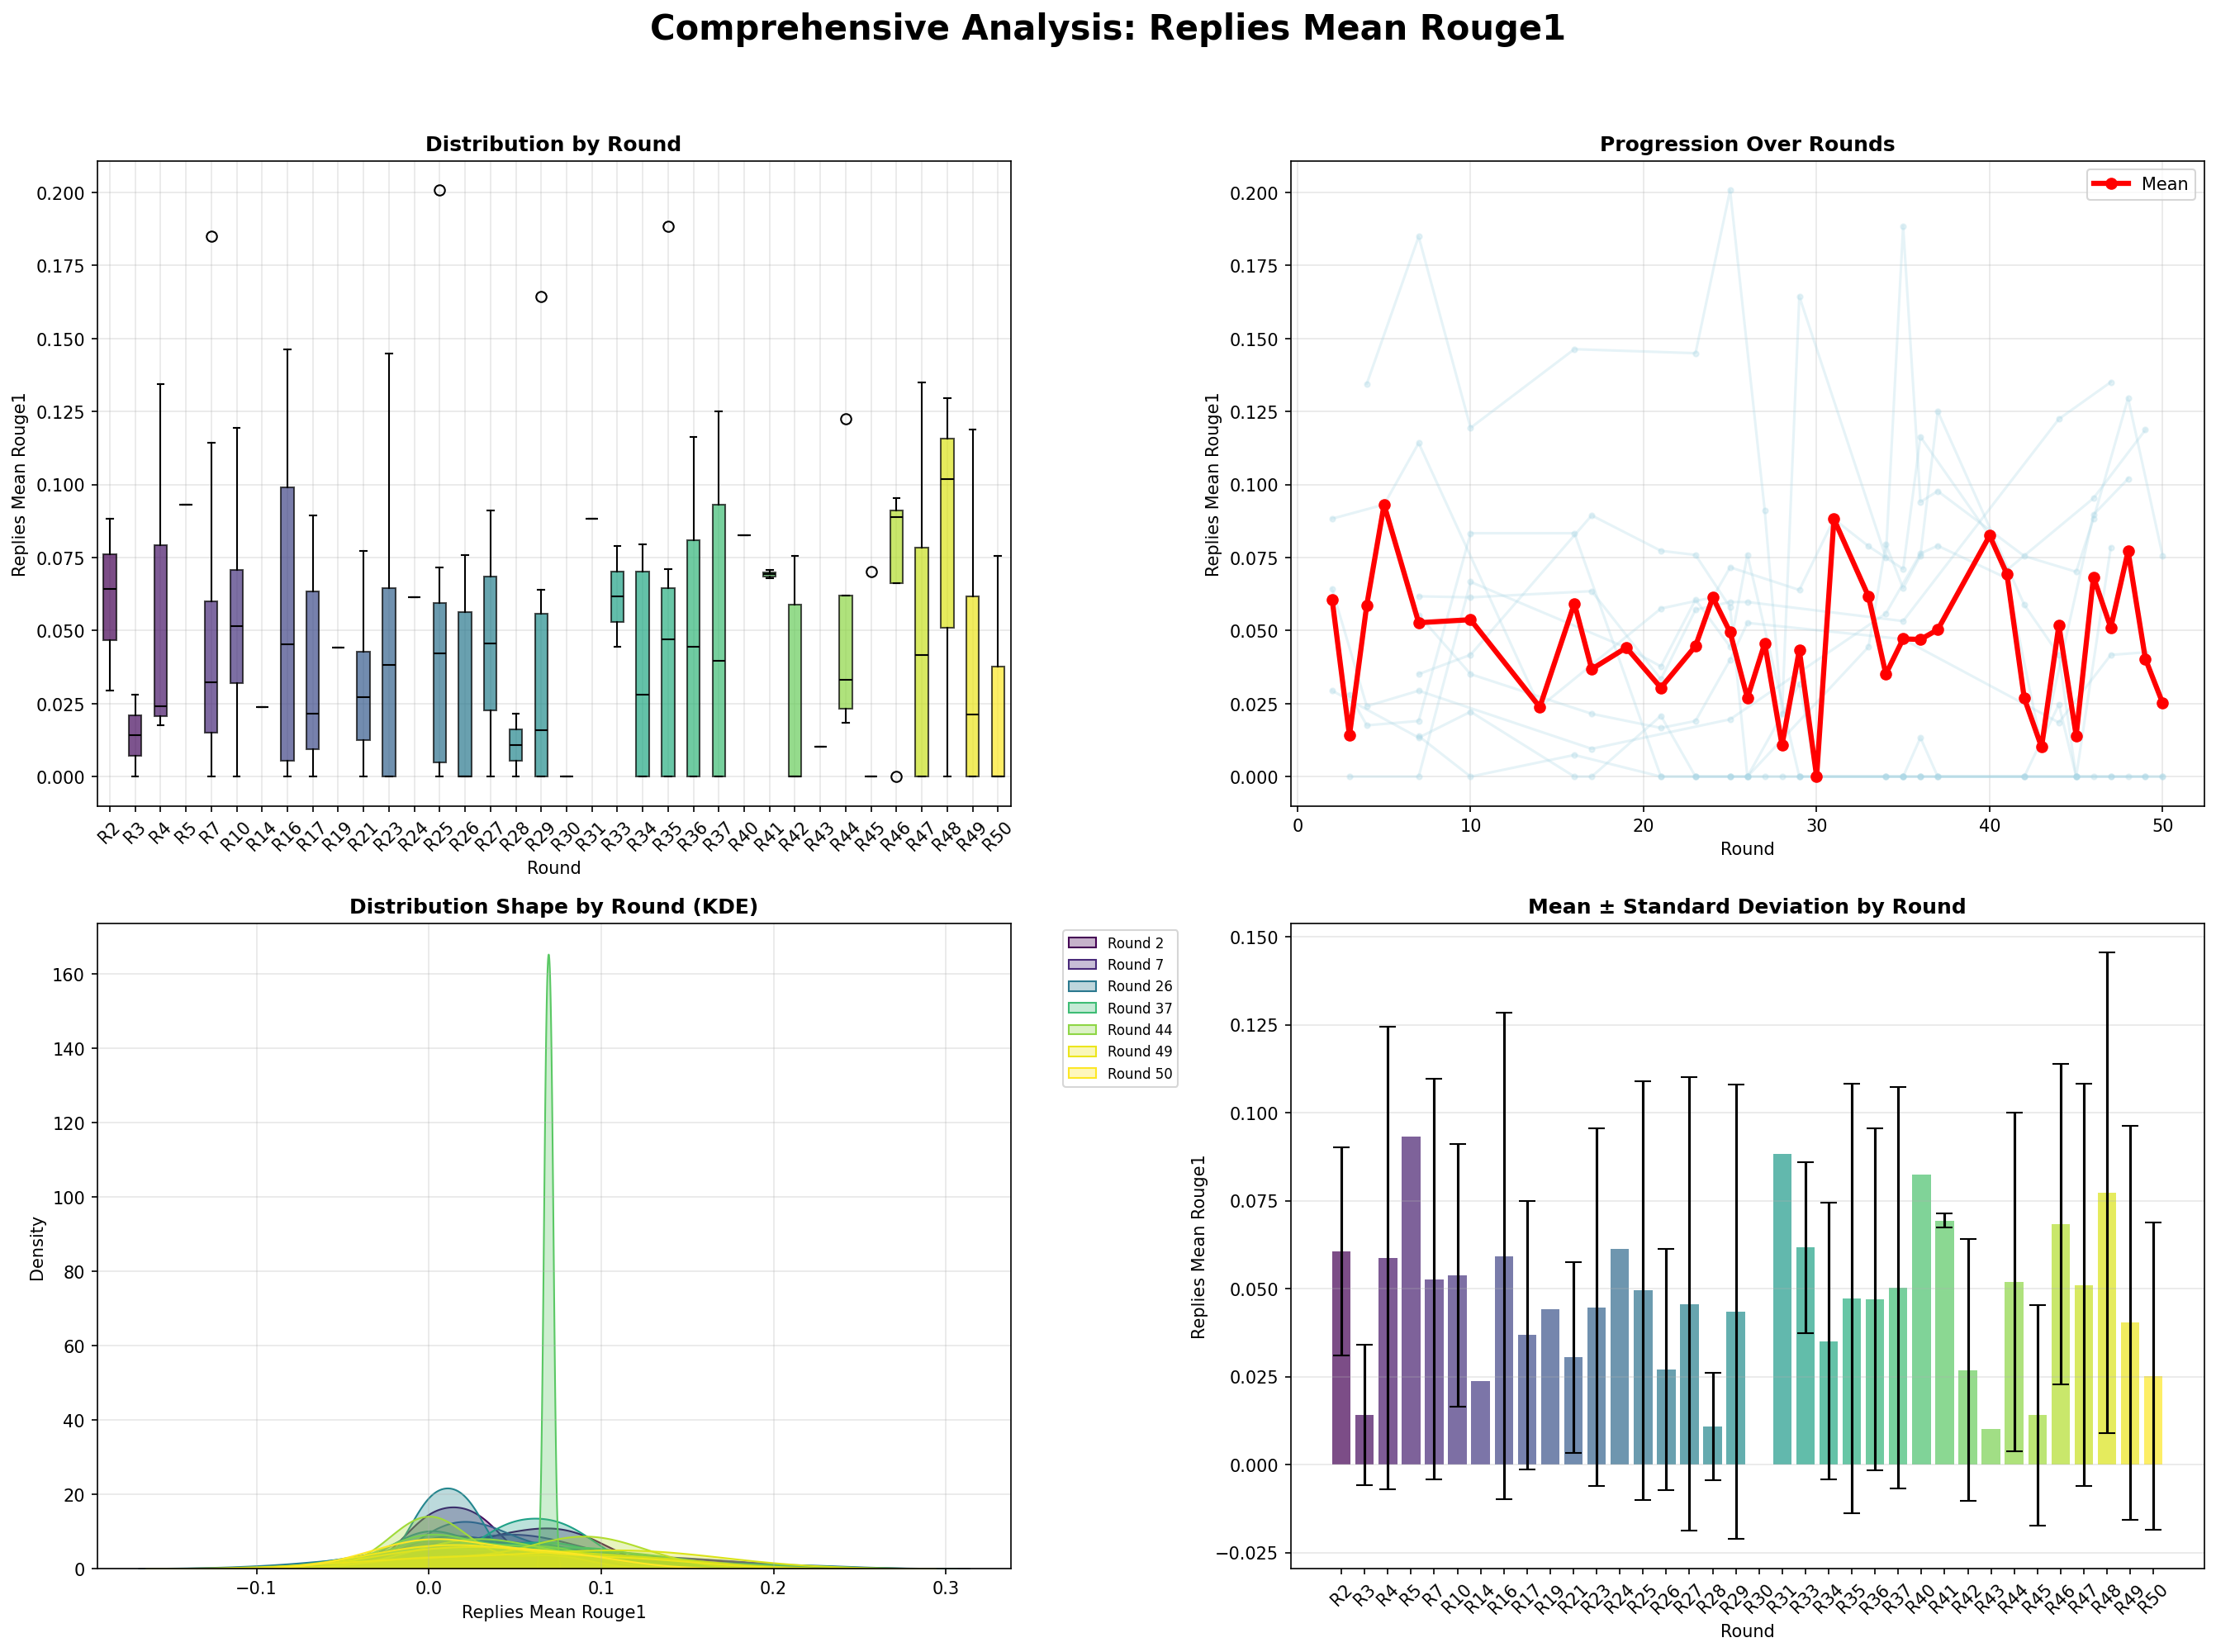 Comprehensive Analysis: Replies Mean Rouge1
Distribution by Round
Replies Mean Rouge1
0.200
0.175
0.150
0.125
0.100
0.075
0.050
0.025
0.000
R2 R3 R4 R5 R7 R10 R14 R16 R17 R19 R21 R23 R24 R25 R26 R27 R28 R29 R30 R31 R33 R34 R35 R36 R37 R40 R41 R42 R43 R44 R45 R46 R47 R48 R49 R50
Round
Progression Over Rounds
Mean
Replies Mean Rouge1
0.200
0.175
0.150
0.125
0.100
0.075
0.050
0.025
0.000
0 10 20 30 40 50
Round
Distribution Shape by Round (KDE)
Density
160
140
120
100
80
60
40
20
0
−0.1 0.0 0.1 0.2 0.3
Replies Mean Rouge1
Round 2
Round 7
Round 26
Round 37
Round 44
Round 49
Round 50
Mean ± Standard Deviation by Round
Replies Mean Rouge1
0.150
0.125
0.100
0.075
0.050
0.025
0.000
−0.025
R2 R3 R4 R5 R7 R10 R14 R16 R17 R19 R21 R23 R24 R25 R26 R27 R28 R29 R30 R31 R33 R34 R35 R36 R37 R40 R41 R42 R43 R44 R45 R46 R47 R48 R49 R50
Round